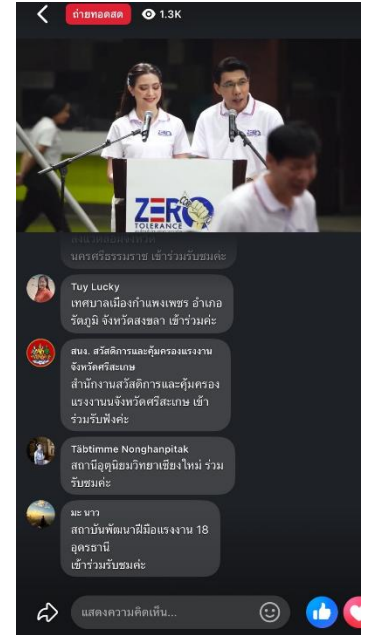 ถ่ายทอดสด 1.3K
ZERO
TOLERANCE
CORRUPTION
นครศรีธรรมราช เข้าร่วมรับชมค่ะ
Tuy Lucky
เทศบาลเมืองกำแพงเพชร อำเภอ
รัตภูมิ จังหวัดสงขลา เข้าร่วมค่ะ
สนง. สวัสดิการและคุ้มครองแรงงาน
จังหวัดศรีสะเกษ
สำนักงานสวัสดิการและคุ้มครอง
แรงงานนจังหวัดศรีสะเกษ เข้า
ร่วมรับฟังค่ะ
Täbtimme Nonghanpitak
สถานีอุตุนิยมวิทยาเชียงใหม่ ร่วม
รับชมค่ะ
มะ นาว
สถาบันพัฒนาฝีมือแรงงาน 18
อุดรธานี
เข้าร่วมรับชมค่ะ
แสดงความคิดเห็น...